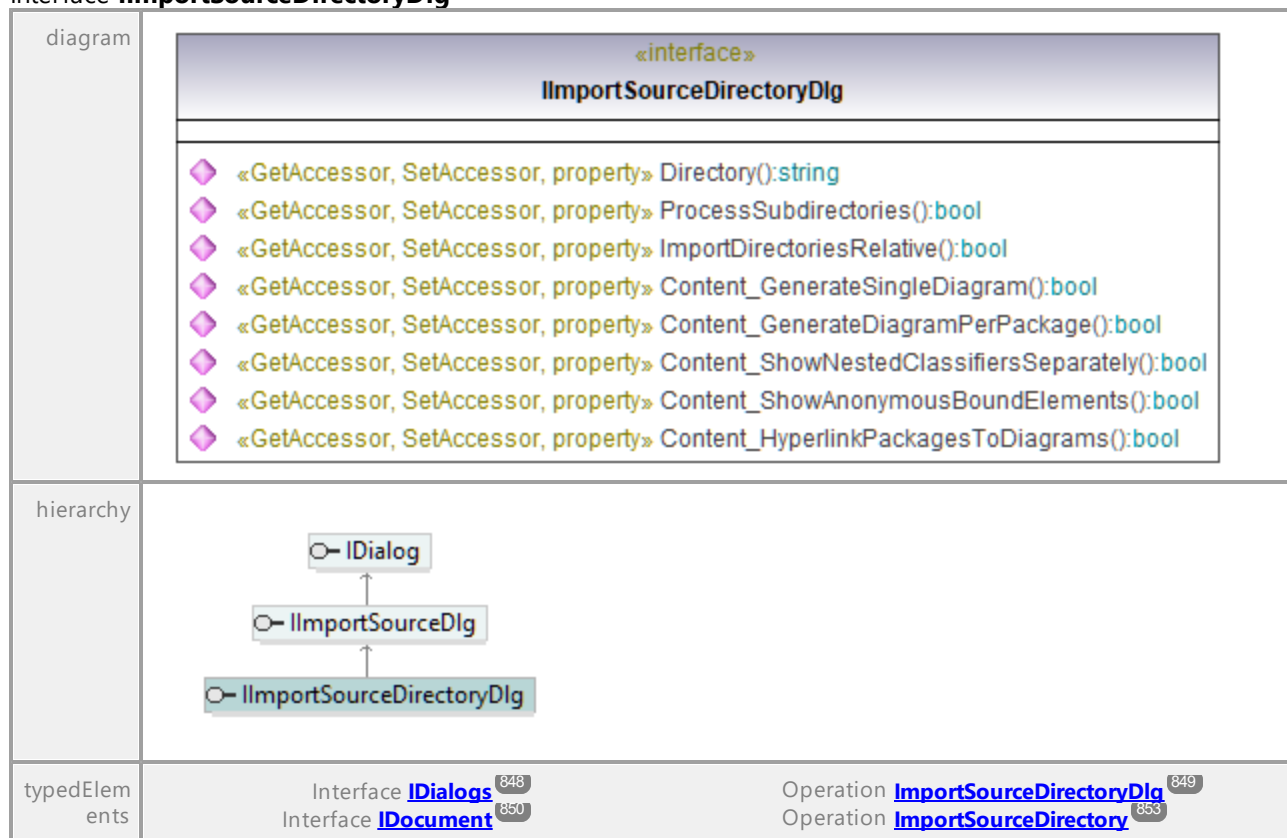 interface IImportSourceDirectoryDlg
diagram
«interface»
IImportSourceDirectoryDlg
«GetAccessor, SetAccessor, property» Directory():string
«GetAccessor, SetAccessor, property» ProcessSubdirectories():bool
«GetAccessor, SetAccessor, property» ImportDirectoriesRelative():bool
«GetAccessor, SetAccessor, property» Content_GenerateSingleDiagram():bool
«GetAccessor, SetAccessor, property» Content_GenerateDiagramPerPackage():bool
«GetAccessor, SetAccessor, property» Content_ShowNestedClassifiersSeparately():bool
«GetAccessor, SetAccessor, property» Content_ShowAnonymousBoundElements():bool
«GetAccessor, SetAccessor, property» Content_HyperlinkPackagesToDiagrams():bool
hierarchy
IDialog
IImportSourceDlg
IImportSourceDirectoryDlg
typedElem
ents
Interface IDialogs 848
Operation ImportSourceDirectoryDlg 849
Interface IDocument 850
Operation ImportSourceDirectory 853